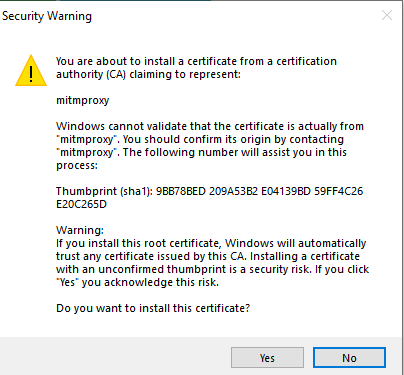 Security Warning
You are about to install a certificate from a certification
authority (CA) claiming to represent:
mitmproxy
Windows cannot validate that the certificate is actually from
"mitmproxy". You should confirm its origin by contacting
"mitmproxy". The following number will assist you in this
process:
Thumbprint (sha1): 9BB78BED 209A53B2 E04139BD 59FF4C26
E20C265D
Warning:
If you install this root certificate, Windows will automatically
trust any certificate issued by this CA. Installing a certificate
with an unconfirmed thumbprint is a security risk. If you click
"Yes" you acknowledge this risk.
Do you want to install this certificate?
Yes
No